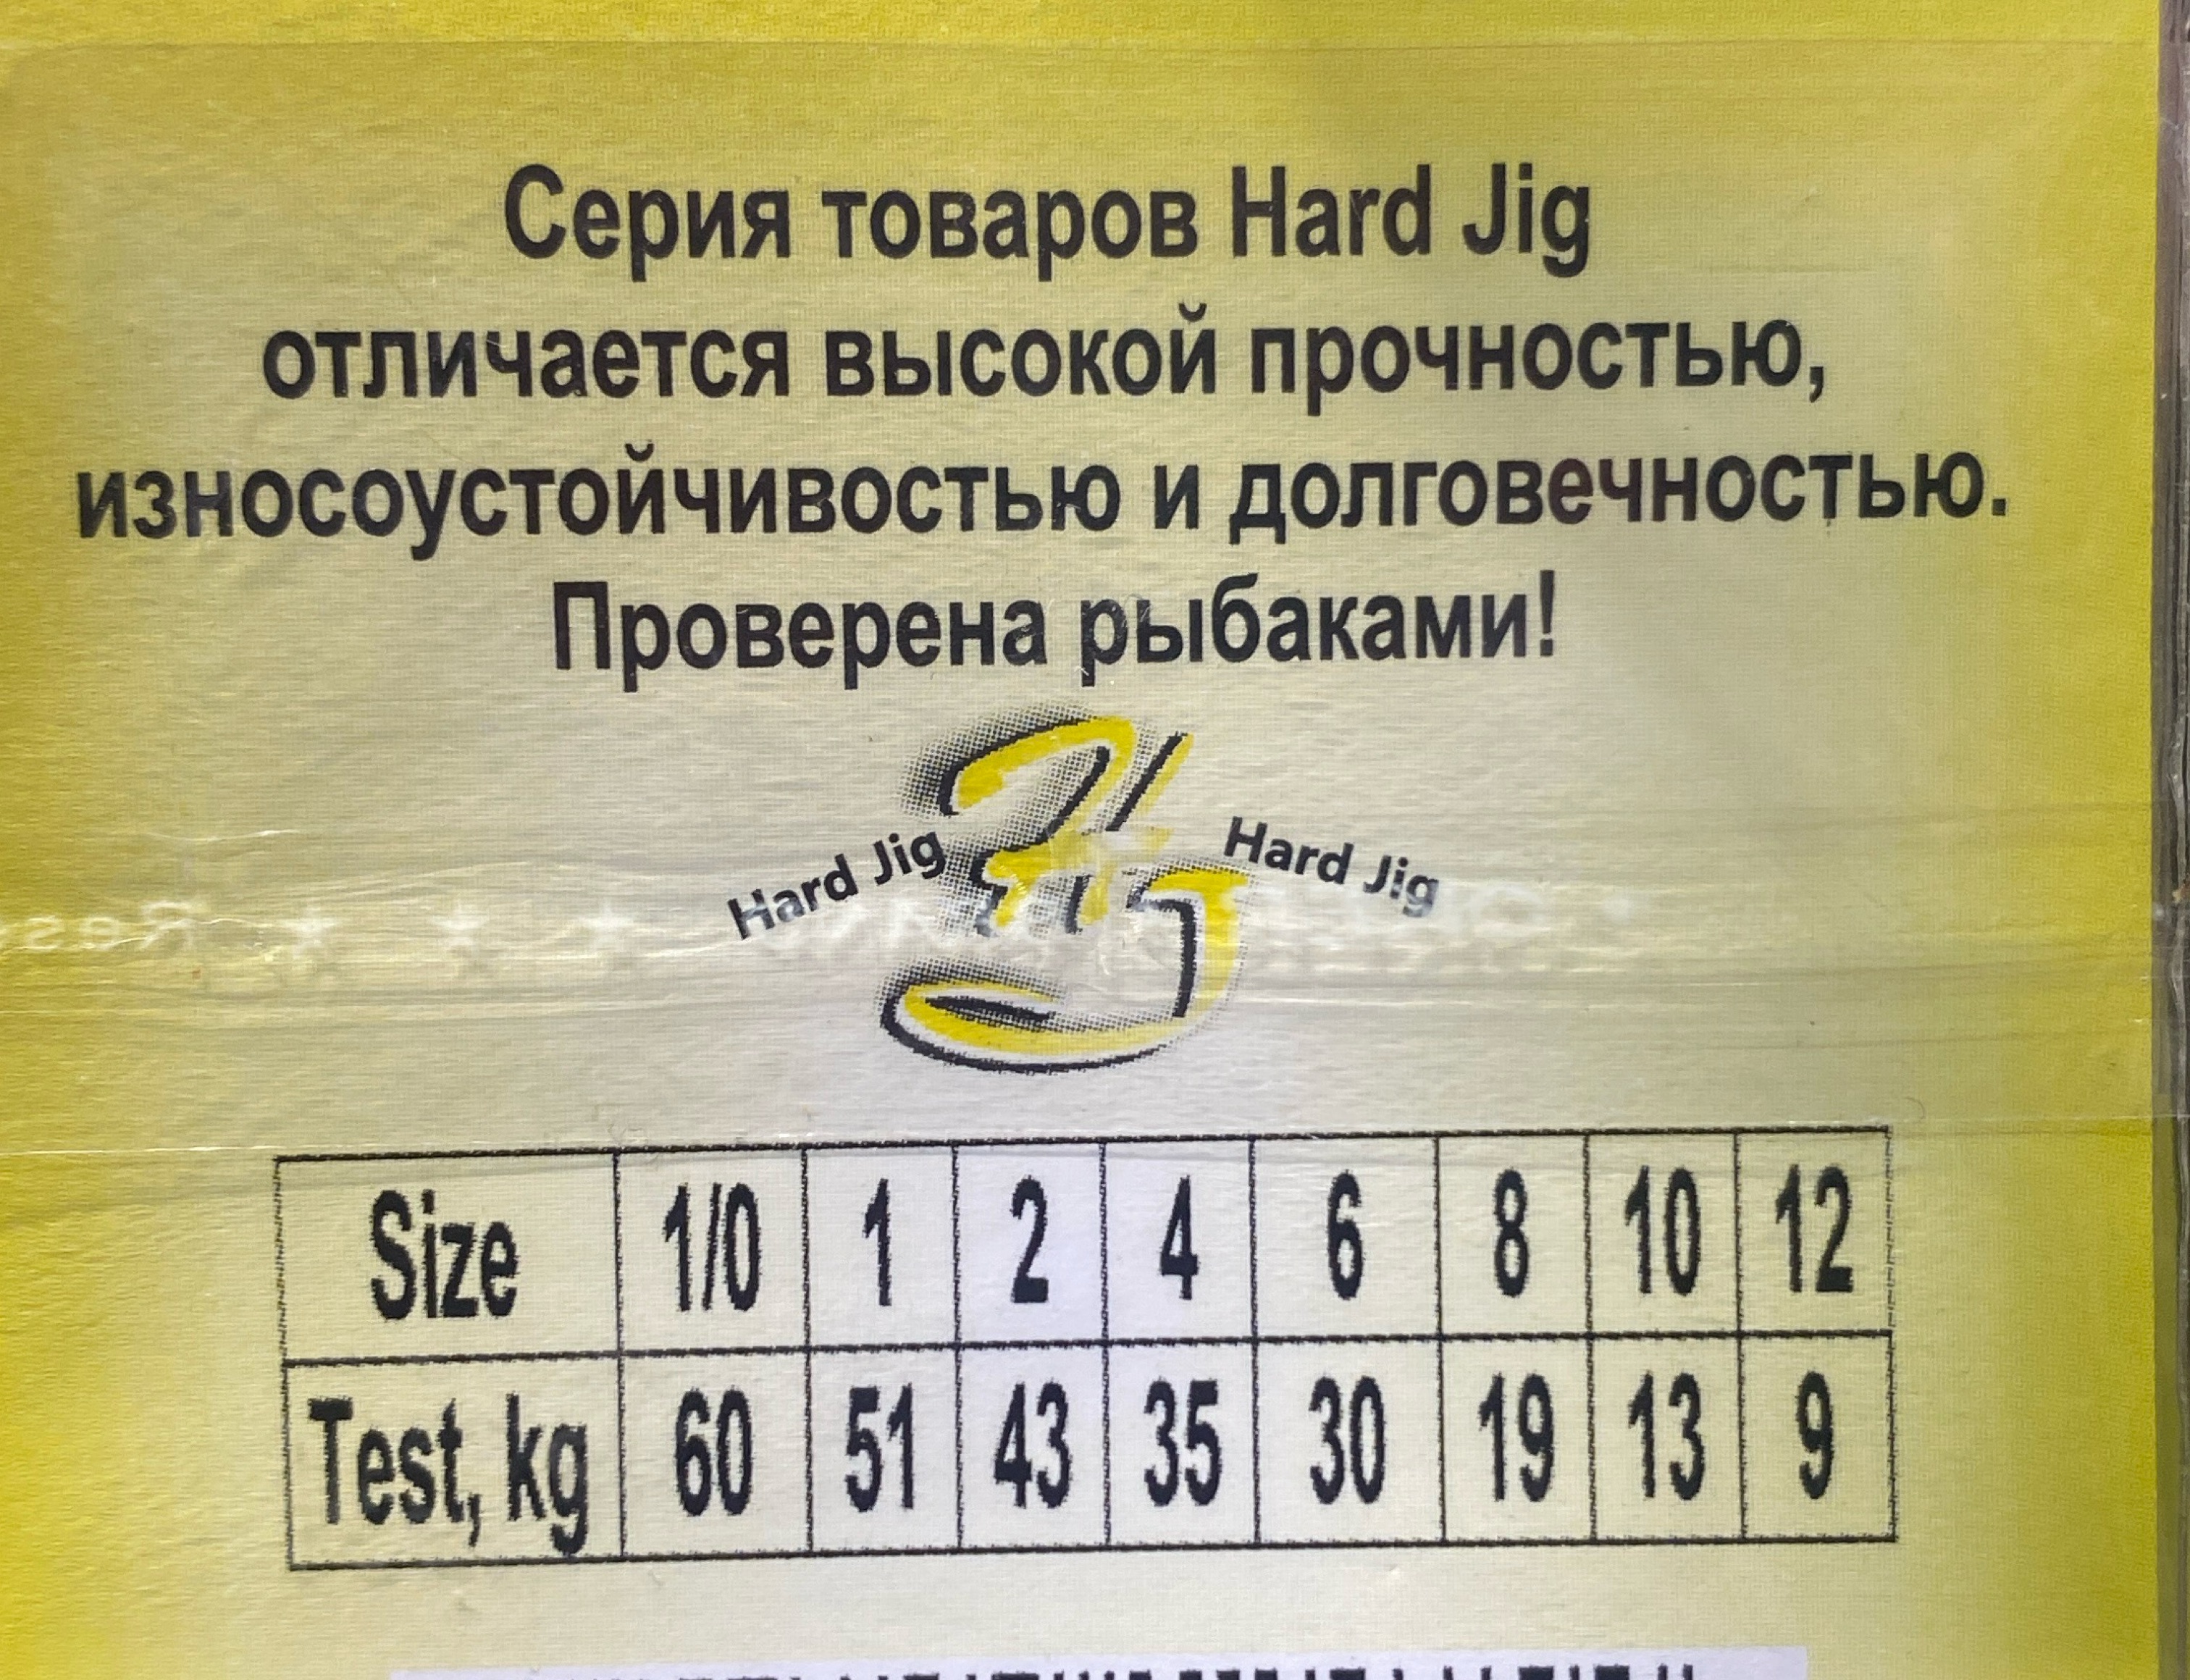 Серия товаров Hard Jig
отличается высокой прочностью,
износоустойчивостью и долговечностью.
Проверена рыбаками!
Hard Jig Hard Jig
Size 1/0 1 2 4 6 8 10 12
Test, kg 60 51 43 35 30 19 13 9